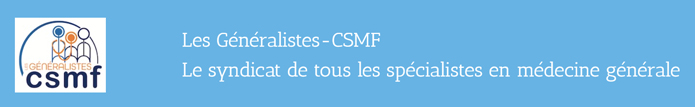 LES GÉNÉRALISTES
csmf
Les Généralistes-CSMF
Le syndicat de tous les spécialistes en médecine générale